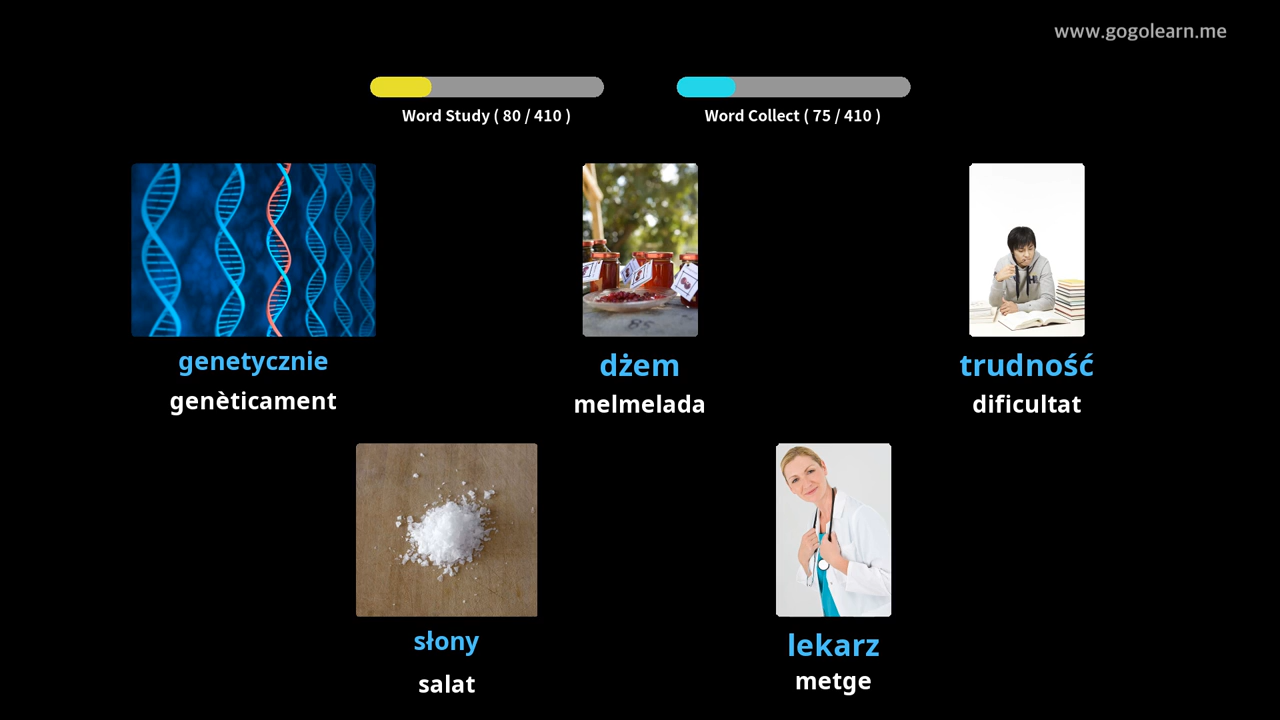 www.gogolearn.me
Word Study ( 80 / 410 )
Word Collect ( 75 / 410 )
genetycznie
genèticament
dżem
melmelada
trudność
dificultat
słony
salat
lekarz
metge